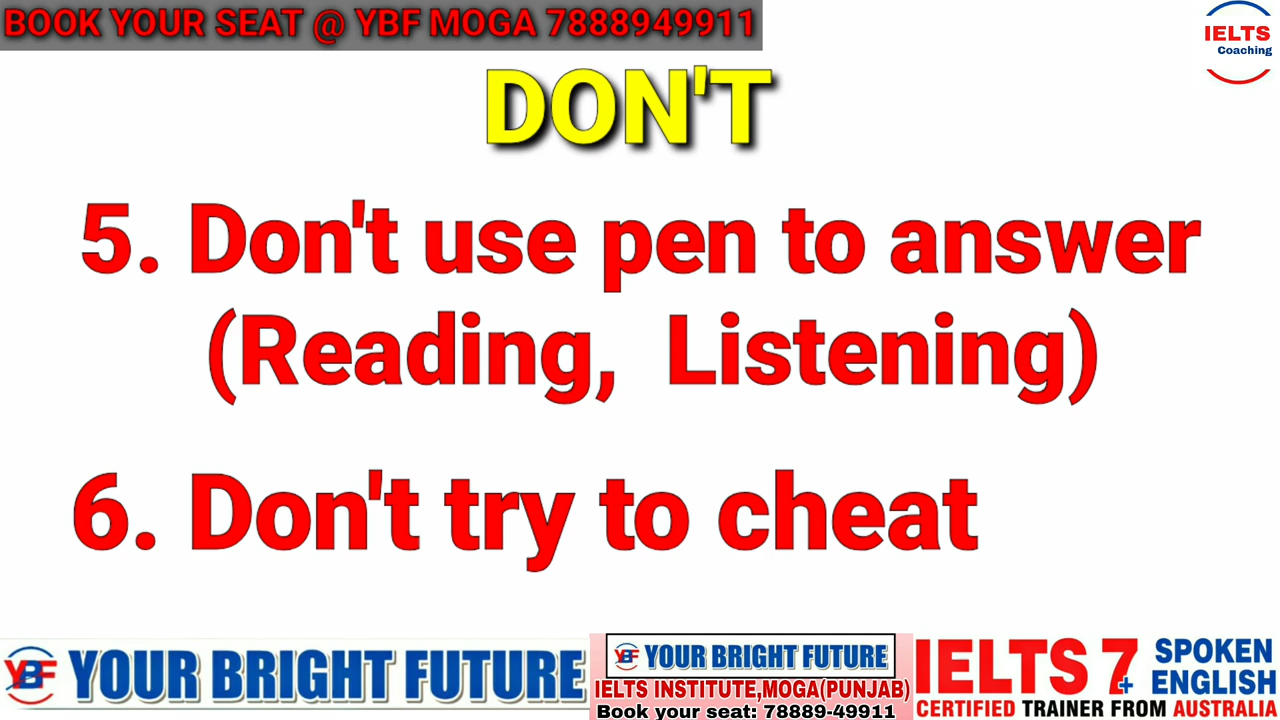 BOOK YOUR SEAT @ YBF MOGA 7888949911
IELTS
Coaching
DON'T
5. Don't use pen to answer
(Reading, Listening)
6. Don't try to cheat
YBF YOUR BRIGHT FUTURE
YBF YOUR BRIGHT FUTURE
IELTS INSTITUTE,MOGA(PUNJAB)
Book your seat: 78889-49911
IELTS 7+
SPOKEN
ENGLISH
CERTIFIED TRAINER FROM AUSTRALIA